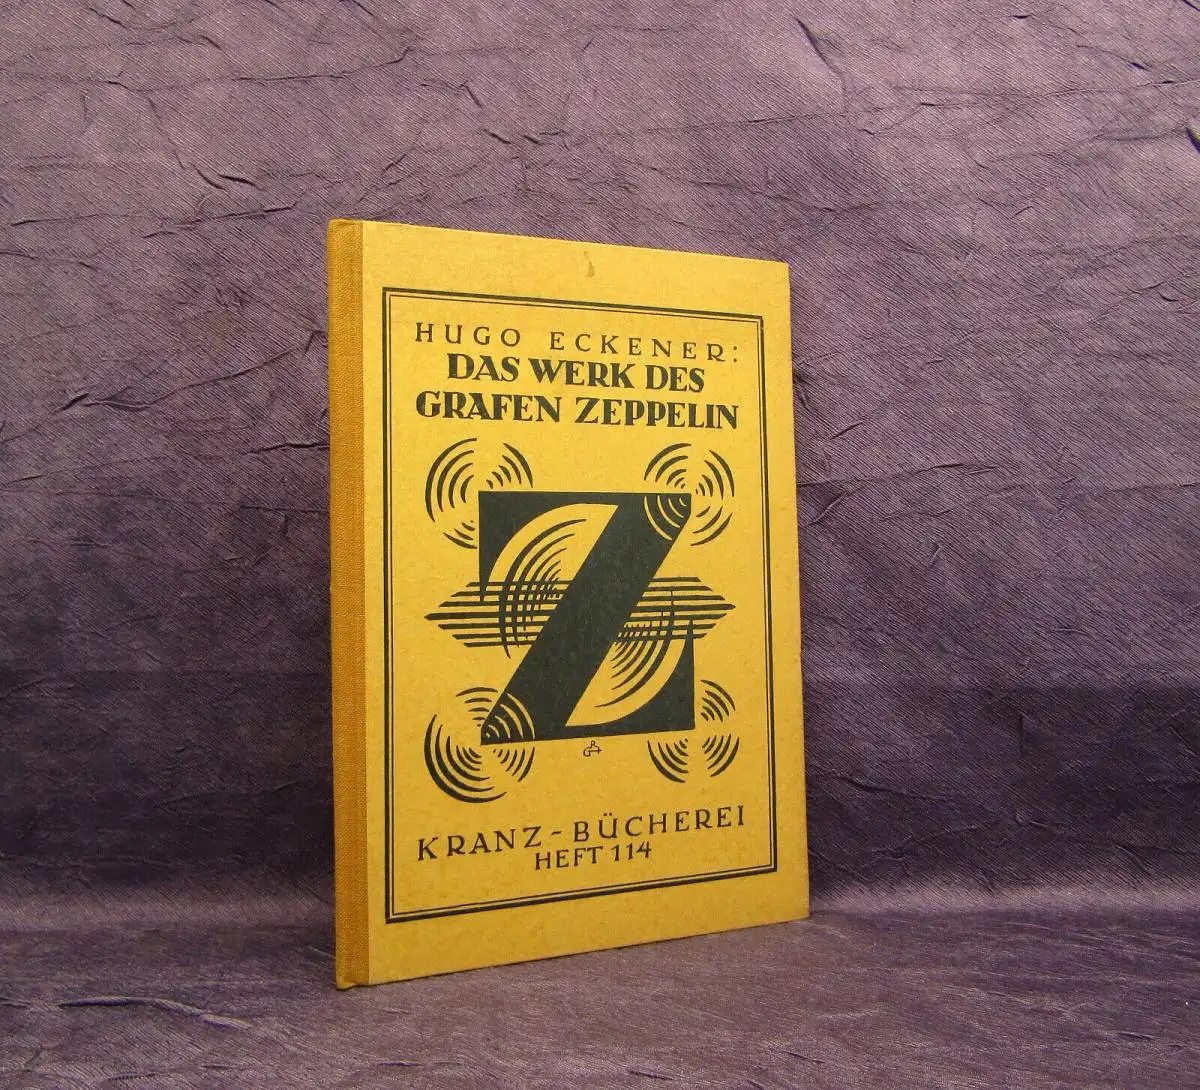 HUGO ECKENER:
DAS WERK DES
GRAFEN ZEPPELIN
Z
KRANZ-BÜCHEREI
HEFT 114